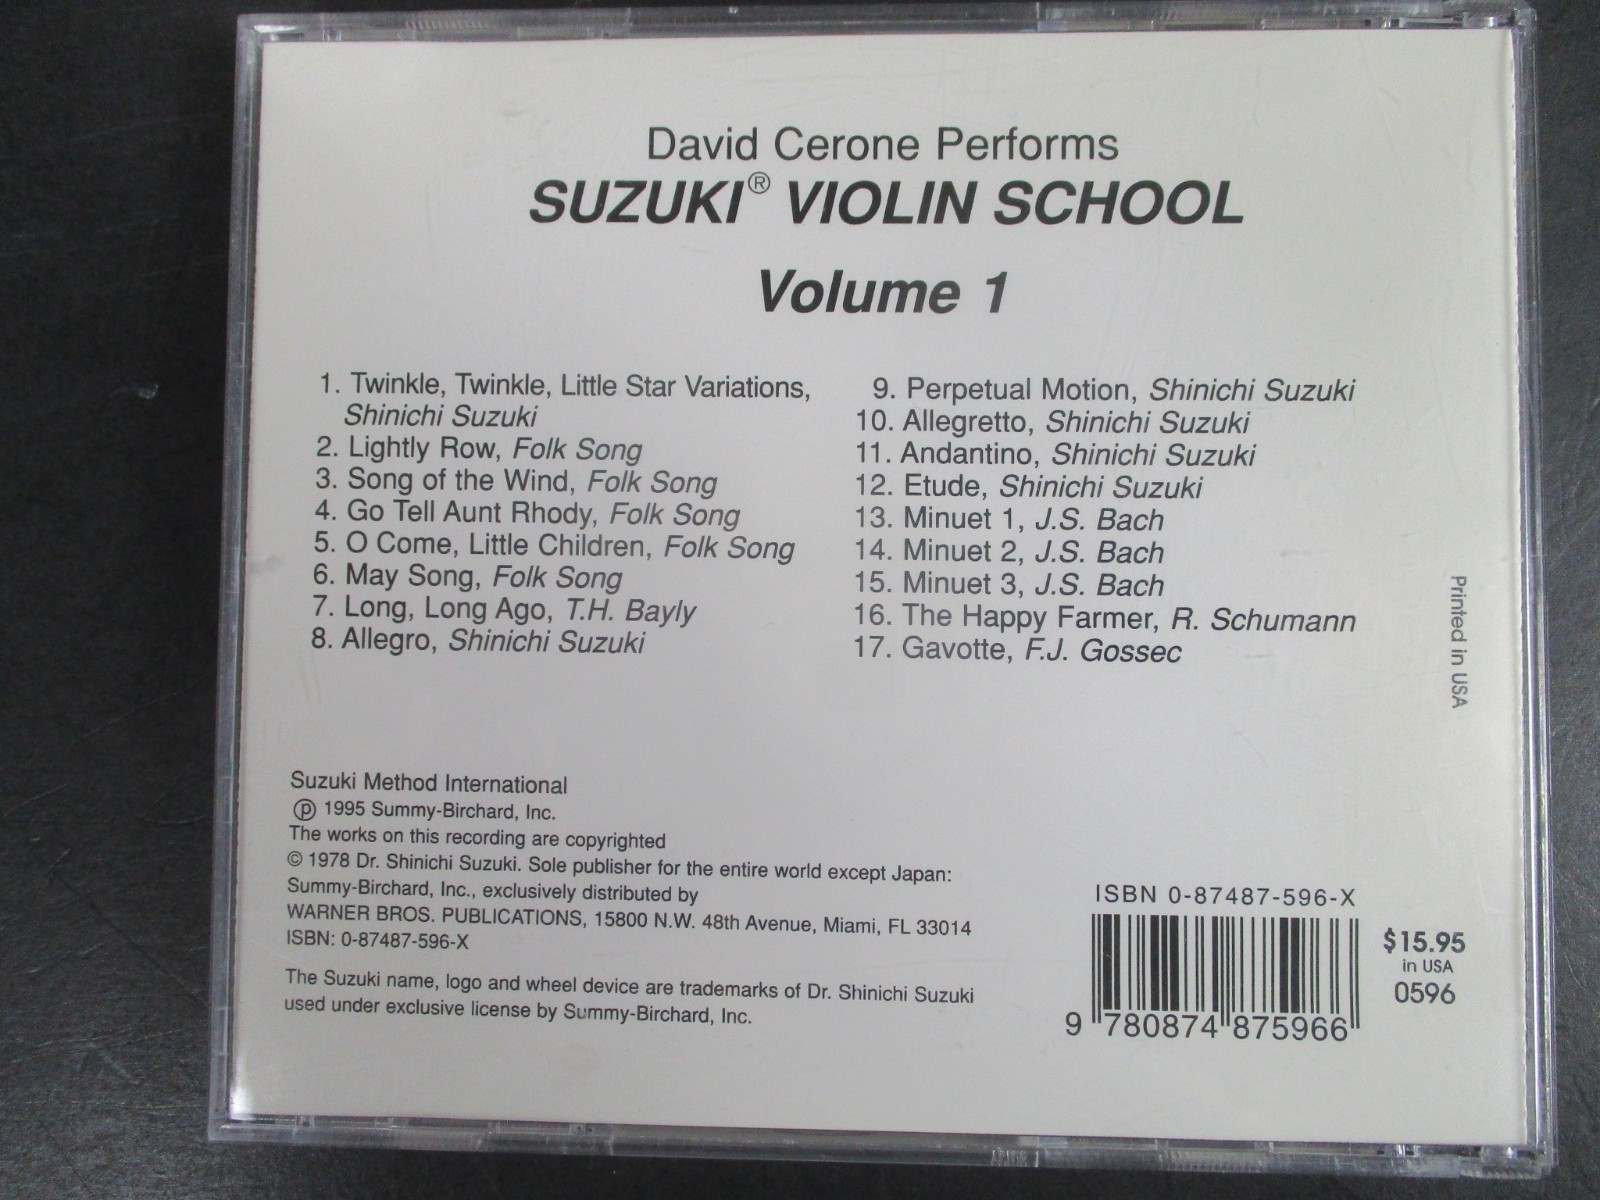 David Cerone Performs
SUZUKI® VIOLIN SCHOOL
Volume 1
1. Twinkle, Twinkle, Little Star Variations,
Shinichi Suzuki
2. Lightly Row, Folk Song
3. Song of the Wind, Folk Song
4. Go Tell Aunt Rhody, Folk Song
5. O Come, Little Children, Folk Song
6. May Song, Folk Song
7. Long, Long Ago, T.H. Bayly
8. Allegro, Shinichi Suzuki
9. Perpetual Motion, Shinichi Suzuki
10. Allegretto, Shinichi Suzuki
11. Andantino, Shinichi Suzuki
12. Etude, Shinichi Suzuki
13. Minuet 1, J.S. Bach
14. Minuet 2, J.S. Bach
15. Minuet 3, J.S. Bach
16. The Happy Farmer, R. Schumann
17. Gavotte, F.J. Gossec
Printed in USA
Suzuki Method International
℗ 1995 Summy-Birchard, Inc.
The works on this recording are copyrighted
© 1978 Dr. Shinichi Suzuki. Sole publisher for the entire world except Japan:
Summy-Birchard, Inc., exclusively distributed by
WARNER BROS. PUBLICATIONS, 15800 N.W. 48th Avenue, Miami, FL 33014
ISBN: 0-87487-596-X
The Suzuki name, logo and wheel device are trademarks of Dr. Shinichi Suzuki
used under exclusive license by Summy-Birchard, Inc.
ISBN 0-87487-596-X
9 780874 875966
$15.95
in USA
0596